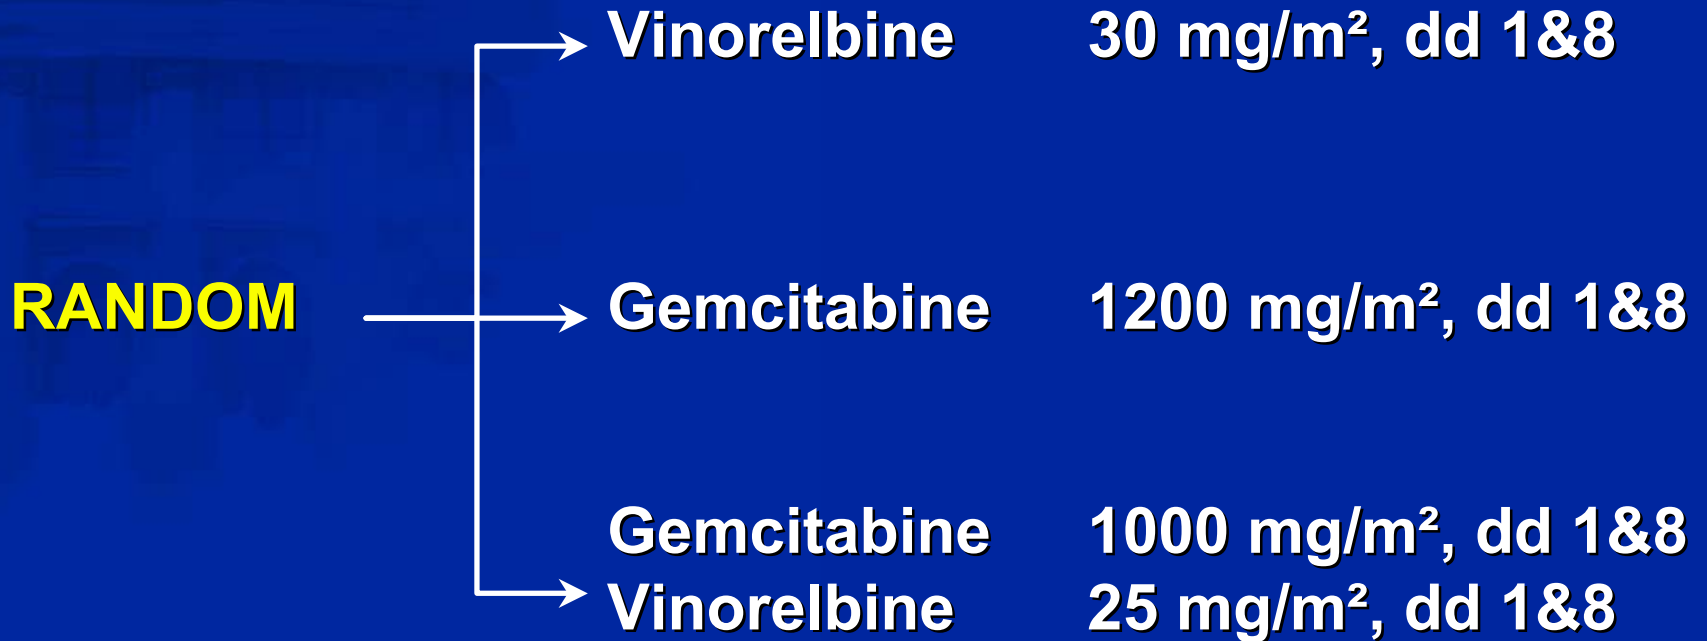 Vinorelbine 30 mg/m², dd 1&8
RANDOM Gemcitabine 1200 mg/m², dd 1&8
Gemcitabine 1000 mg/m², dd 1&8
Vinorelbine 25 mg/m², dd 1&8